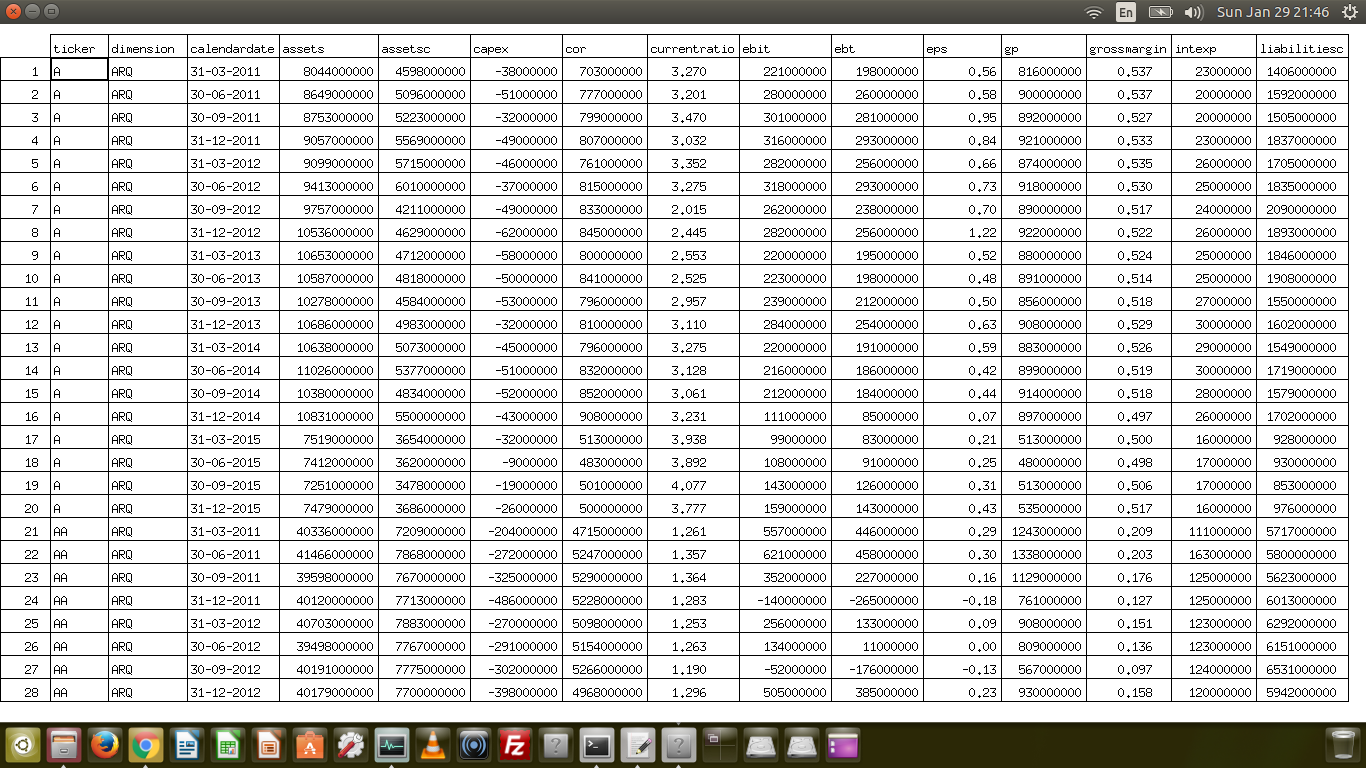 En Sun Jan 29 21:46
ticker dimension calendardate assets assetsc capex cor currentratio ebit ebt eps gp grossmargin intexp liabilitiesc
1 A ARQ 31-03-2011 8044000000 4598000000 -38000000 703000000 3.270 221000000 198000000 0.56 816000000 0.537 23000000 1406000000
2 A ARQ 30-06-2011 8649000000 5096000000 -51000000 777000000 3.201 280000000 260000000 0.58 900000000 0.537 20000000 1592000000
3 A ARQ 30-09-2011 8753000000 5223000000 -32000000 799000000 3.470 301000000 281000000 0.95 892000000 0.527 20000000 1505000000
4 A ARQ 31-12-2011 9057000000 5569000000 -49000000 807000000 3.032 316000000 293000000 0.84 921000000 0.533 23000000 1837000000
5 A ARQ 31-03-2012 9099000000 5715000000 -46000000 761000000 3.352 282000000 256000000 0.66 874000000 0.535 26000000 1705000000
6 A ARQ 30-06-2012 9413000000 6010000000 -37000000 815000000 3.275 318000000 293000000 0.73 918000000 0.530 25000000 1835000000
7 A ARQ 30-09-2012 9757000000 4211000000 -49000000 833000000 2.015 262000000 238000000 0.70 890000000 0.517 24000000 2090000000
8 A ARQ 31-12-2012 10536000000 4629000000 -62000000 845000000 2.445 282000000 256000000 1.22 922000000 0.522 26000000 1893000000
9 A ARQ 31-03-2013 10653000000 4712000000 -58000000 800000000 2.553 220000000 195000000 0.52 880000000 0.524 25000000 1846000000
10 A ARQ 30-06-2013 10587000000 4818000000 -50000000 841000000 2.525 223000000 198000000 0.48 891000000 0.514 25000000 1908000000
11 A ARQ 30-09-2013 10278000000 4584000000 -53000000 796000000 2.957 239000000 212000000 0.50 856000000 0.518 27000000 1550000000
12 A ARQ 31-12-2013 10686000000 4983000000 -32000000 810000000 3.110 284000000 254000000 0.63 908000000 0.529 30000000 1602000000
13 A ARQ 31-03-2014 10638000000 5073000000 -45000000 796000000 3.275 220000000 191000000 0.59 883000000 0.526 29000000 1549000000
14 A ARQ 30-06-2014 11026000000 5377000000 -51000000 832000000 3.128 216000000 186000000 0.42 899000000 0.519 30000000 1719000000
15 A ARQ 30-09-2014 10380000000 4834000000 -52000000 852000000 3.061 212000000 184000000 0.44 914000000 0.518 28000000 1579000000
16 A ARQ 31-12-2014 10831000000 5500000000 -43000000 908000000 3.231 111000000 85000000 0.07 897000000 0.497 26000000 1702000000
17 A ARQ 31-03-2015 7519000000 3654000000 -32000000 513000000 3.938 99000000 83000000 0.21 513000000 0.500 16000000 928000000
18 A ARQ 30-06-2015 7412000000 3620000000 -9000000 483000000 3.892 108000000 91000000 0.25 480000000 0.498 17000000 930000000
19 A ARQ 30-09-2015 7251000000 3478000000 -19000000 501000000 4.077 143000000 126000000 0.31 513000000 0.506 17000000 853000000
20 A ARQ 31-12-2015 7479000000 3686000000 -26000000 500000000 3.777 159000000 143000000 0.43 535000000 0.517 16000000 976000000
21 AA ARQ 31-03-2011 40336000000 7209000000 -204000000 4715000000 1.261 557000000 446000000 0.29 1243000000 0.209 111000000 5717000000
22 AA ARQ 30-06-2011 41466000000 7868000000 -272000000 5247000000 1.357 621000000 458000000 0.30 1338000000 0.203 163000000 5800000000
23 AA ARQ 30-09-2011 39598000000 7670000000 -325000000 5290000000 1.364 352000000 227000000 0.16 1129000000 0.176 125000000 5623000000
24 AA ARQ 31-12-2011 40120000000 7713000000 -486000000 5228000000 1.283 -140000000 -265000000 -0.18 761000000 0.127 125000000 6013000000
25 AA ARQ 31-03-2012 40703000000 7883000000 -270000000 5098000000 1.253 256000000 133000000 0.09 908000000 0.151 123000000 6292000000
26 AA ARQ 30-06-2012 39498000000 7767000000 -291000000 5154000000 1.263 134000000 11000000 0.00 809000000 0.136 123000000 6151000000
27 AA ARQ 30-09-2012 40191000000 7775000000 -302000000 5266000000 1.190 -52000000 -176000000 -0.13 567000000 0.097 124000000 6531000000
28 AA ARQ 31-12-2012 40179000000 7700000000 -398000000 4968000000 1.296 505000000 385000000 0.23 930000000 0.158 120000000 5942000000
Fz